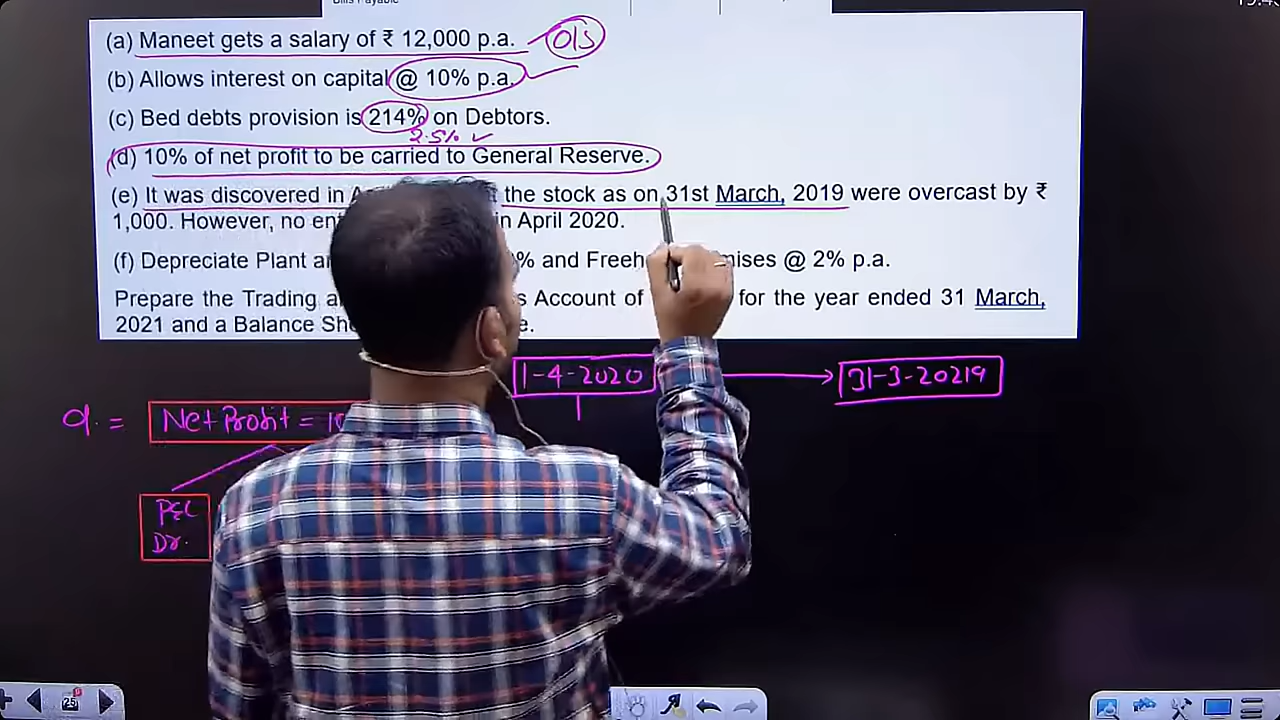 Bills Payable
(a) Maneet gets a salary of ₹ 12,000 p.a. O/S
(b) Allows interest on capital @ 10% p.a.
(c) Bed debts provision is 214% on Debtors.
2.5%
(d) 10% of net profit to be carried to General Reserve.
(e) It was discovered in the stock as on 31st March, 2019 were overcast by ₹
1,000. However, no in April 2020.
(f) Depreciate Plant % and @ 2% p.a.
Prepare the Trading Account of for the year ended 31 March,
2021 and a Balance
1-4-2020 31-3-20219
d. = Net Profit =
P&L
Dr.
25